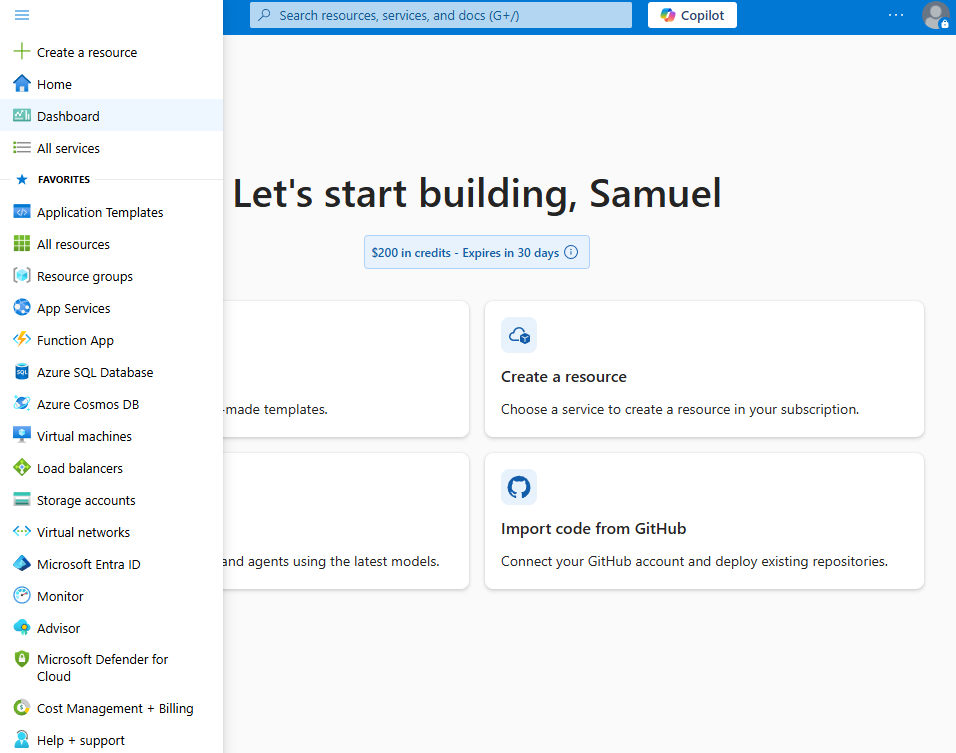 Search resources, services, and docs (G+/)
Copilot
Create a resource
Home
Dashboard
All services
FAVORITES
Application Templates
All resources
Resource groups
App Services
Function App
Azure SQL Database
Azure Cosmos DB
Virtual machines
Load balancers
Storage accounts
Virtual networks
Microsoft Entra ID
Monitor
Advisor
Microsoft Defender for
Cloud
Cost Management + Billing
Help + support
Let's start building, Samuel
$200 in credits - Expires in 30 days
-made templates.
Create a resource
Choose a service to create a resource in your subscription.
and agents using the latest models.
Import code from GitHub
Connect your GitHub account and deploy existing repositories.